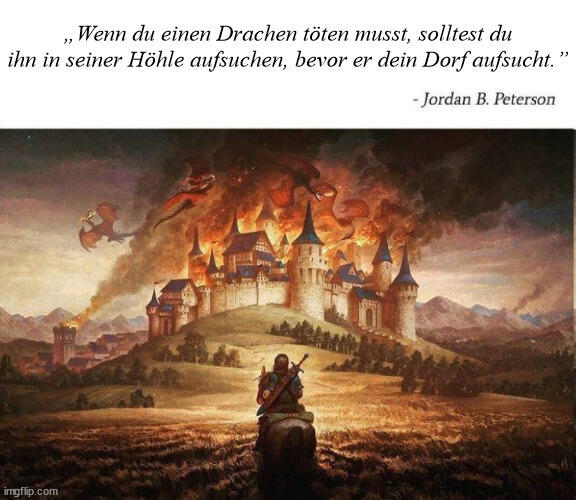 „Wenn du einen Drachen töten musst, solltest du
ihn in seiner Höhle aufsuchen, bevor er dein Dorf aufsucht.”
- Jordan B. Peterson
imgflip.com